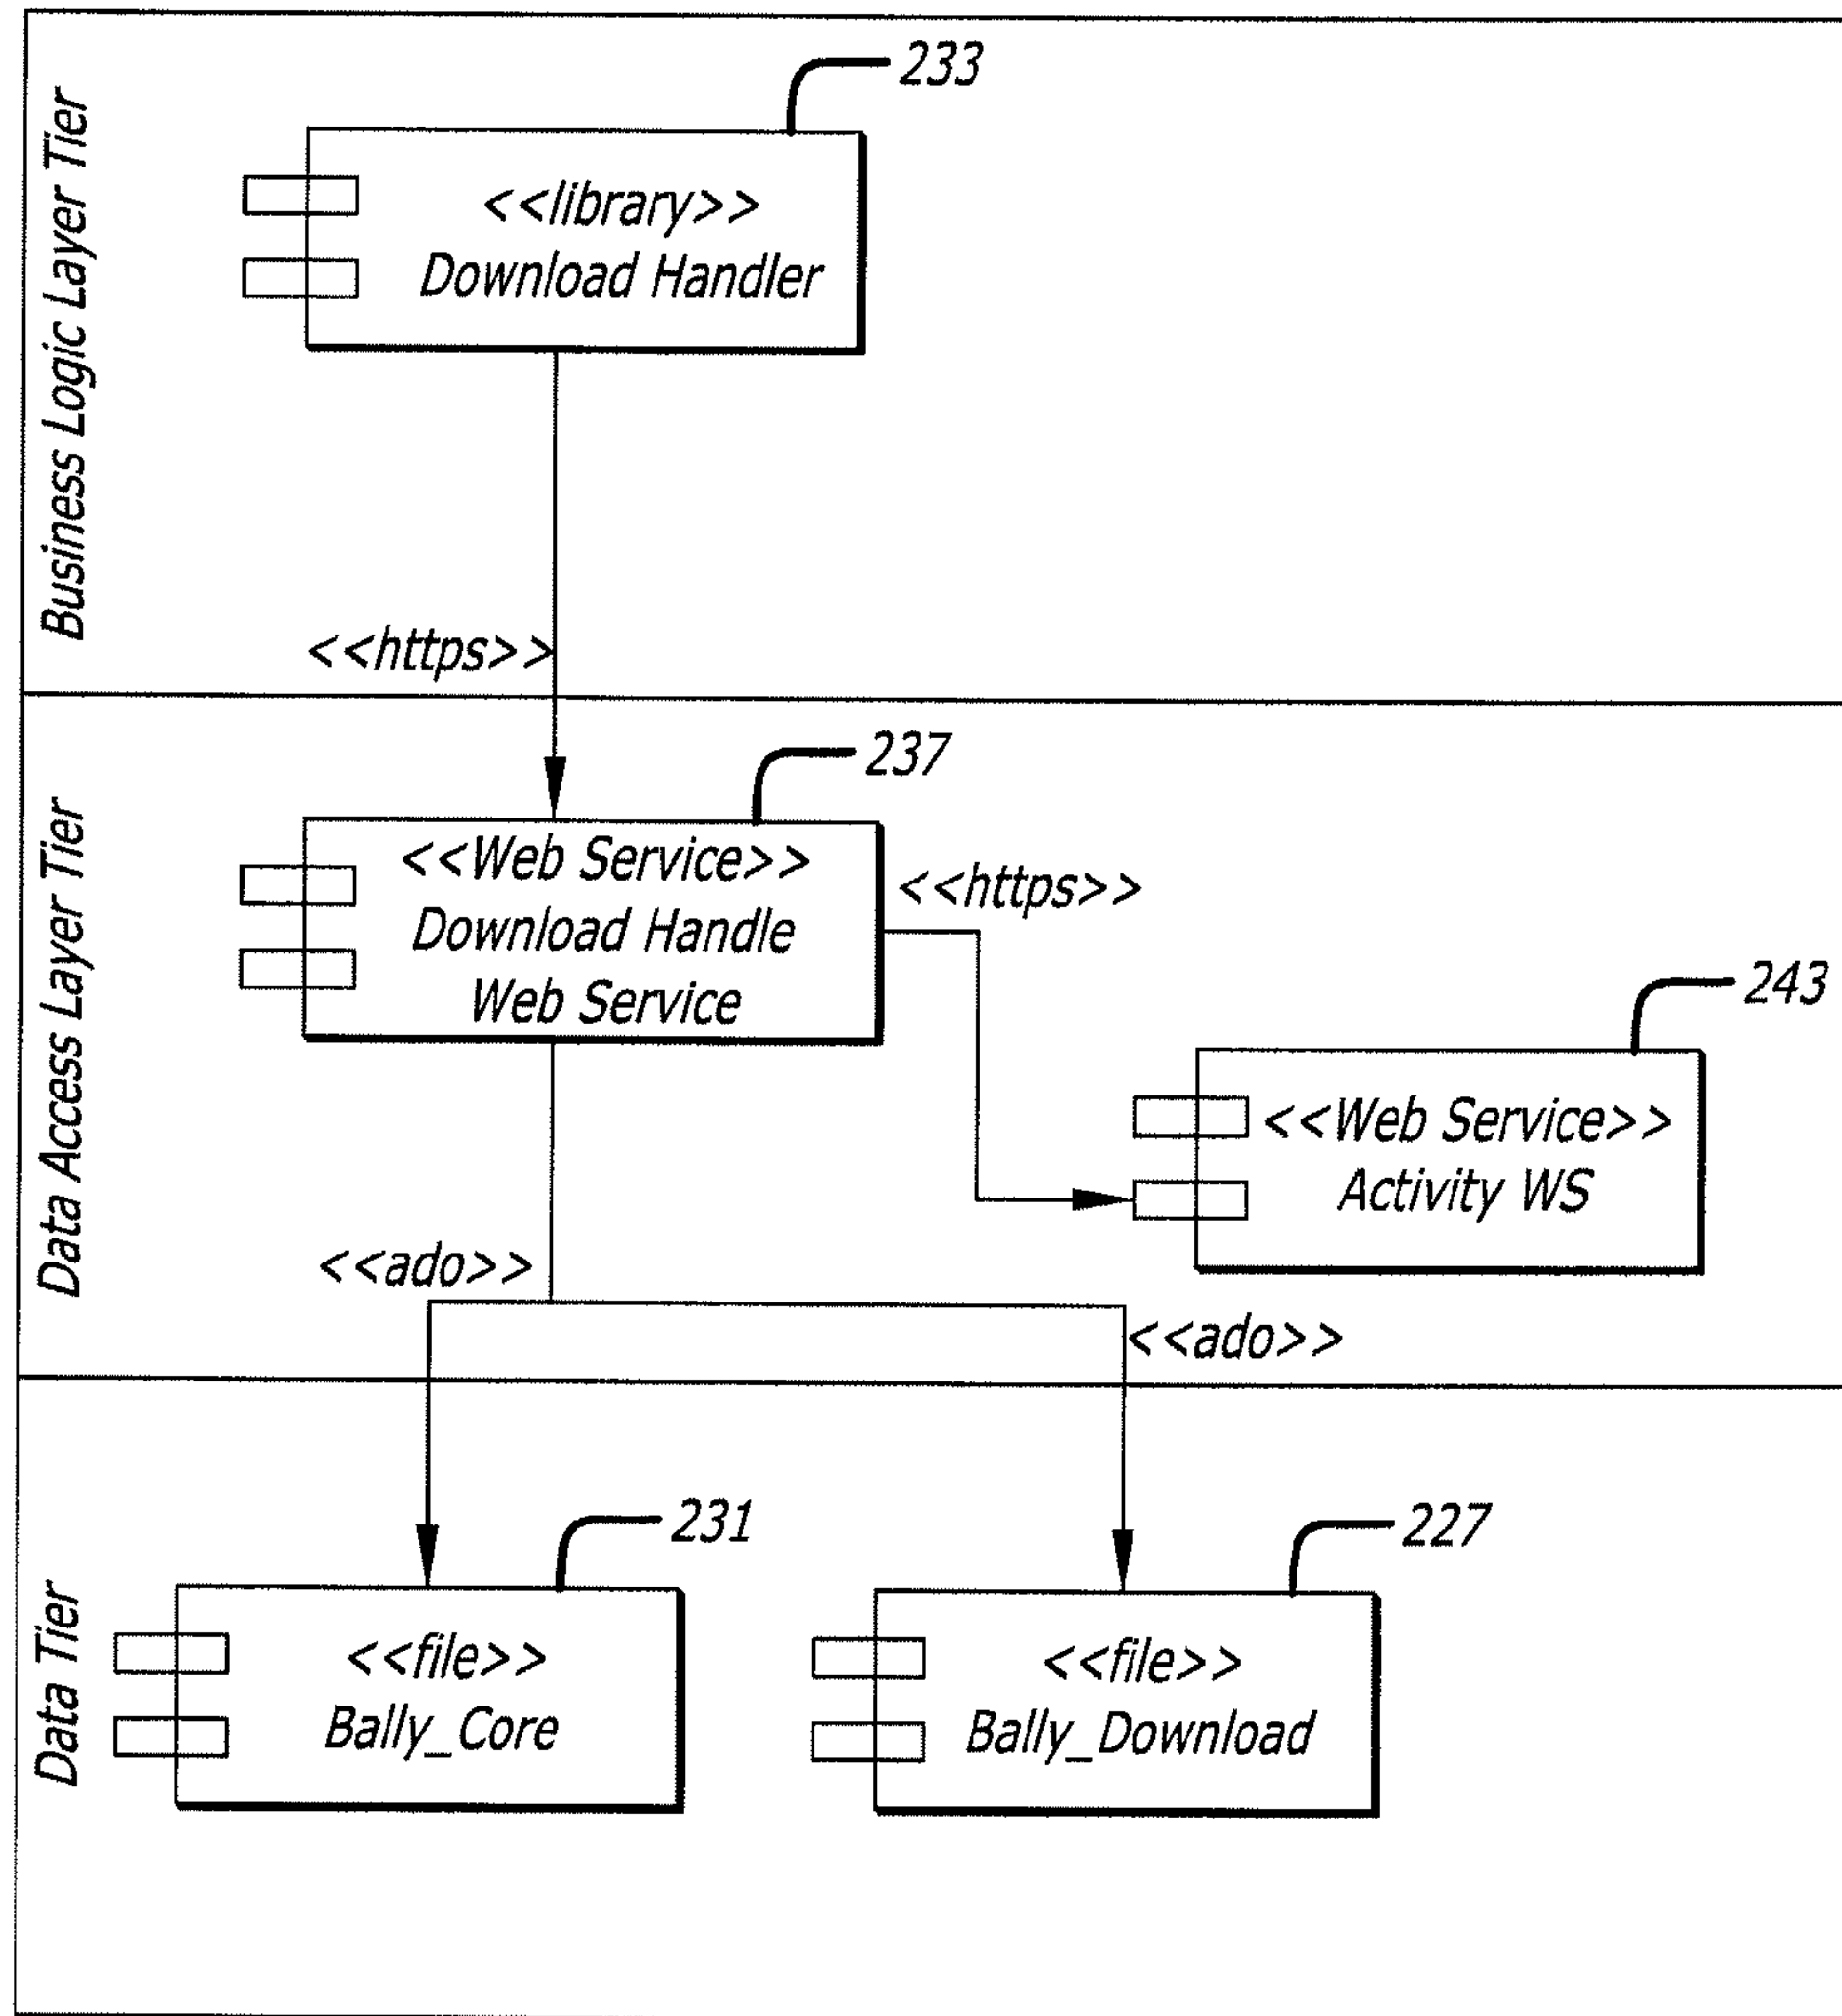 Business Logic Layer Tier
233
<<library>>
Download Handler
<<https>>
Data Access Layer Tier
237
<<Web Service>>
Download Handle
Web Service
<<https>>
243
<<Web Service>>
Activity WS
<<ado>>
<<ado>>
Data Tier
231
<<file>>
Bally_Core
227
<<file>>
Bally_Download